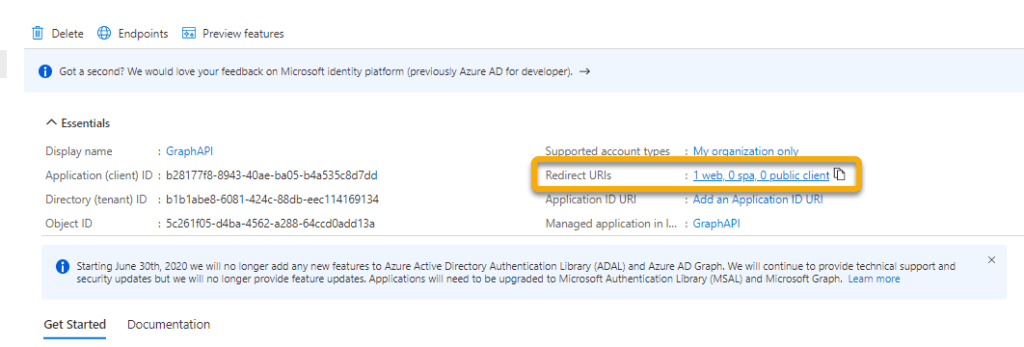 Delete Endpoints Preview features
Got a second? We would love your feedback on Microsoft identity platform (previously Azure AD for developer). →
Essentials
Display name : GraphAPI
Application (client) ID : b28177f8-8943-40ae-ba05-b4a535c8d7dd
Directory (tenant) ID : b1b1abe8-6081-424c-88db-eec114169134
Object ID : 5c261f05-d4ba-4562-a288-64ccd0add13a
Supported account types : My organization only
Redirect URIs : 1 web, 0 spa, 0 public client
Application ID URI : Add an Application ID URI
Managed application in l... : GraphAPI
Starting June 30th, 2020 we will no longer add any new features to Azure Active Directory Authentication Library (ADAL) and Azure AD Graph. We will continue to provide technical support and
security updates but we will no longer provide feature updates. Applications will need to be upgraded to Microsoft Authentication Library (MSAL) and Microsoft Graph. Learn more
Get Started Documentation